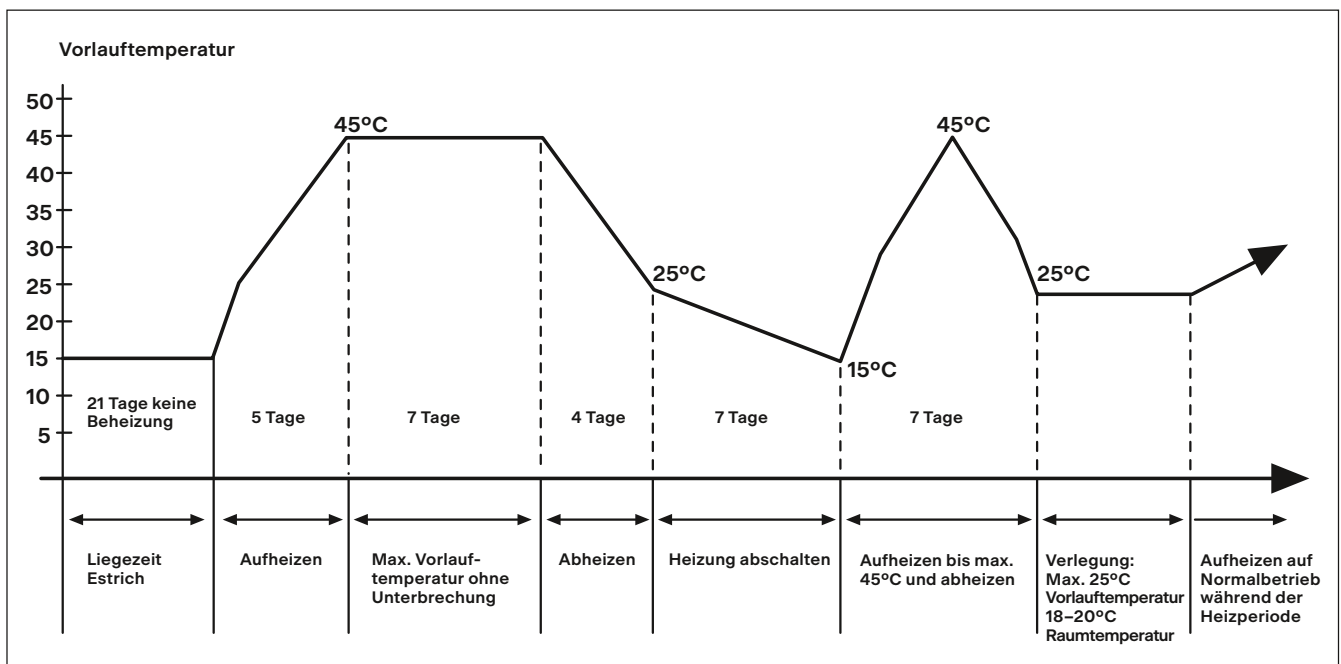 Vorlauftemperatur
50
45
40
35
30
25
20
15
10
5
45°C
25°C
15°C
45°C
25°C
21 Tage keine
Beheizung
5 Tage
7 Tage
4 Tage
7 Tage
7 Tage
Liegezeit
Estrich
Aufheizen
Max. Vorlauf-
temperatur ohne
Unterbrechung
Abheizen
Heizung abschalten
Aufheizen bis max.
45°C und abheizen
Verlegung:
Max. 25°C
Vorlauftemperatur
18–20°C
Raumtemperatur
Aufheizen auf
Normalbetrieb
während der
Heizperiode